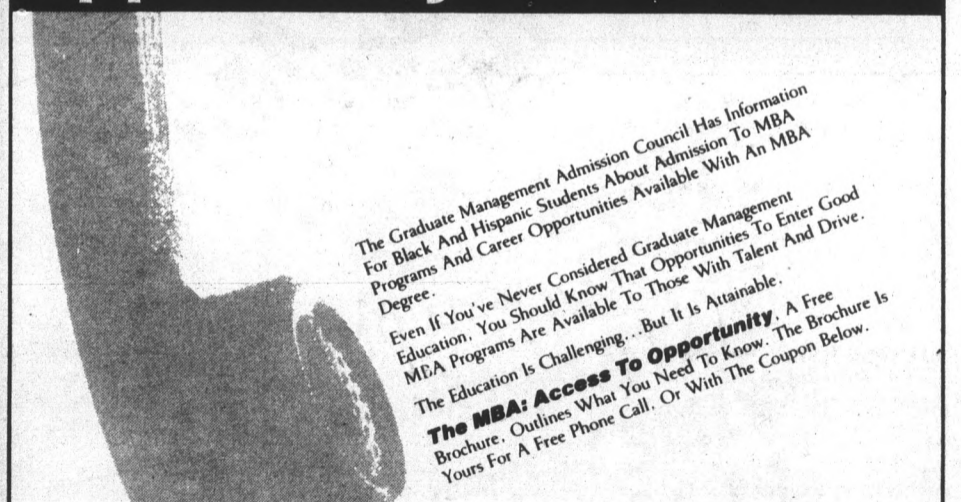 The Graduate Management Admission Council Has Information
For Black And Hispanic Students About Admission To MBA
Programs And Career Opportunities Available With An MBA
Degree.
Even If You've Never Considered Graduate Management
Education, You Should Know That Opportunities To Enter Good
MBA Programs Are Available To Those With Talent And Drive.
The Education Is Challenging...But It Is Attainable.
The MBA: Access To Opportunity, A Free
Brochure, Outlines What You Need To Know. The Brochure Is
Yours For A Free Phone Call, Or With The Coupon Below.